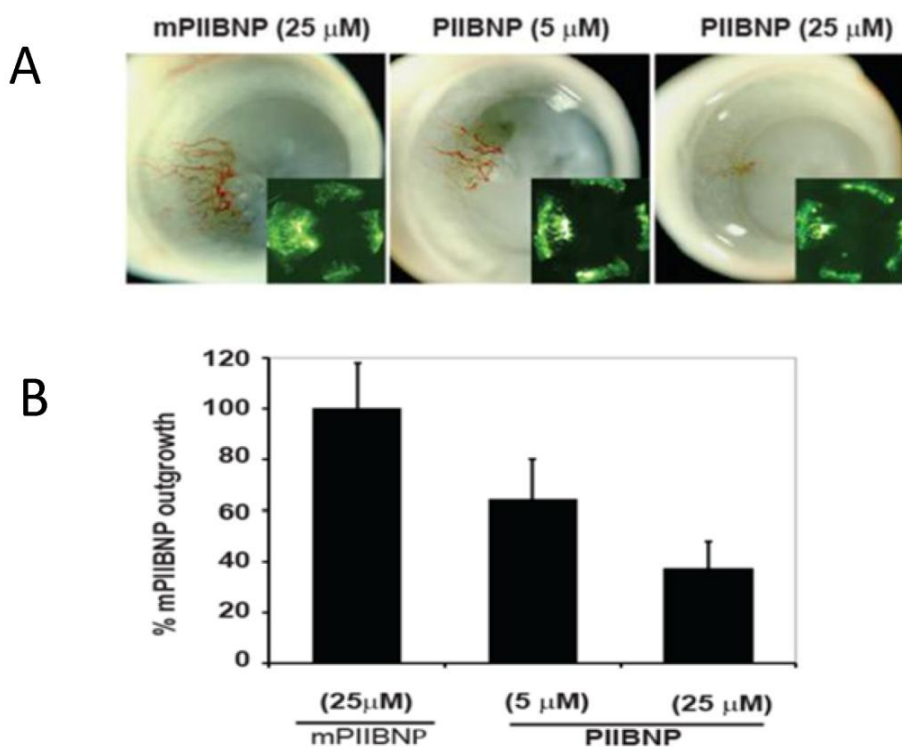 mPIIBNP (25 μM) PIIBNP (5 μM) PIIBNP (25 μM)
A
B
% mPIIBNP outgrowth
120
100
80
60
40
20
0
(25μM) (5 μM) (25 μM)
mPIIBNP PIIBNP